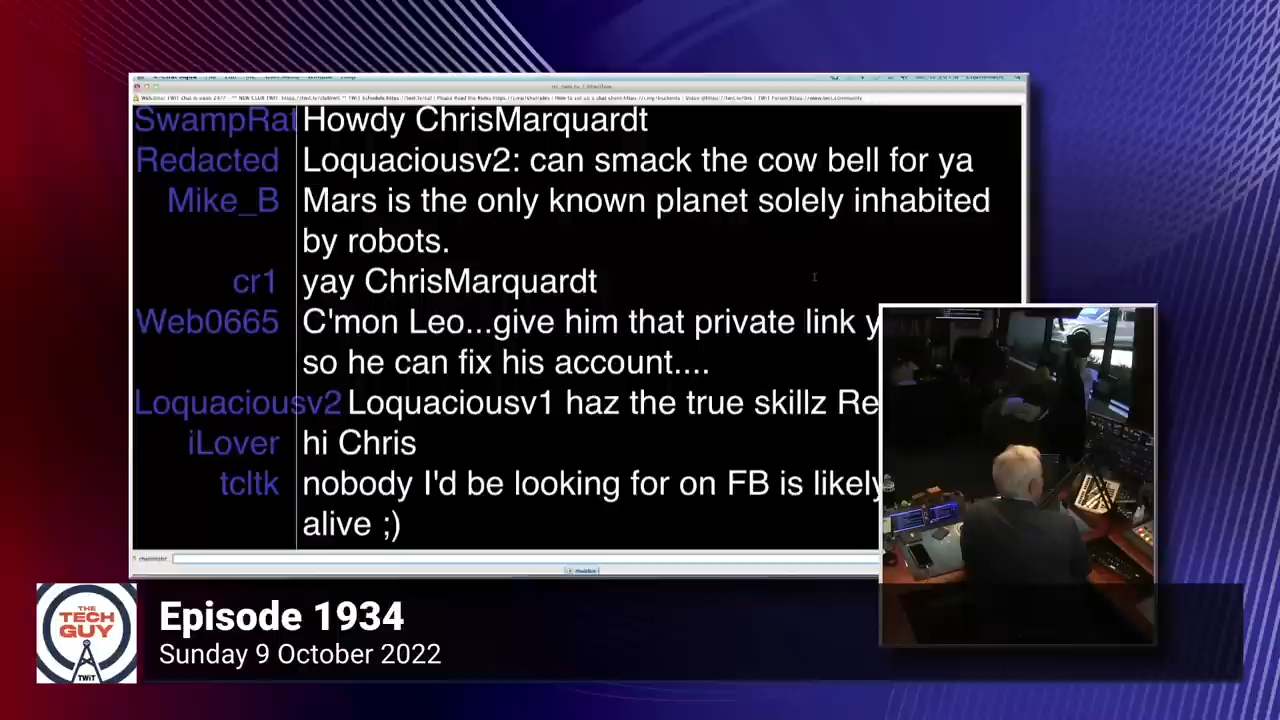 SwampRat Howdy ChrisMarquardt
Redacted Loquaciousv2: can smack the cow bell for ya
Mike_B Mars is the only known planet solely inhabited
by robots.
cr1 yay ChrisMarquardt
Web0665 C'mon Leo...give him that private link y
so he can fix his account....
Loquaciousv2 Loquaciousv1 haz the true skillz Re
iLover hi Chris
tcltk nobody I'd be looking for on FB is likely
alive ;)
THE
TECH
GUY
TWiT
Episode 1934
Sunday 9 October 2022